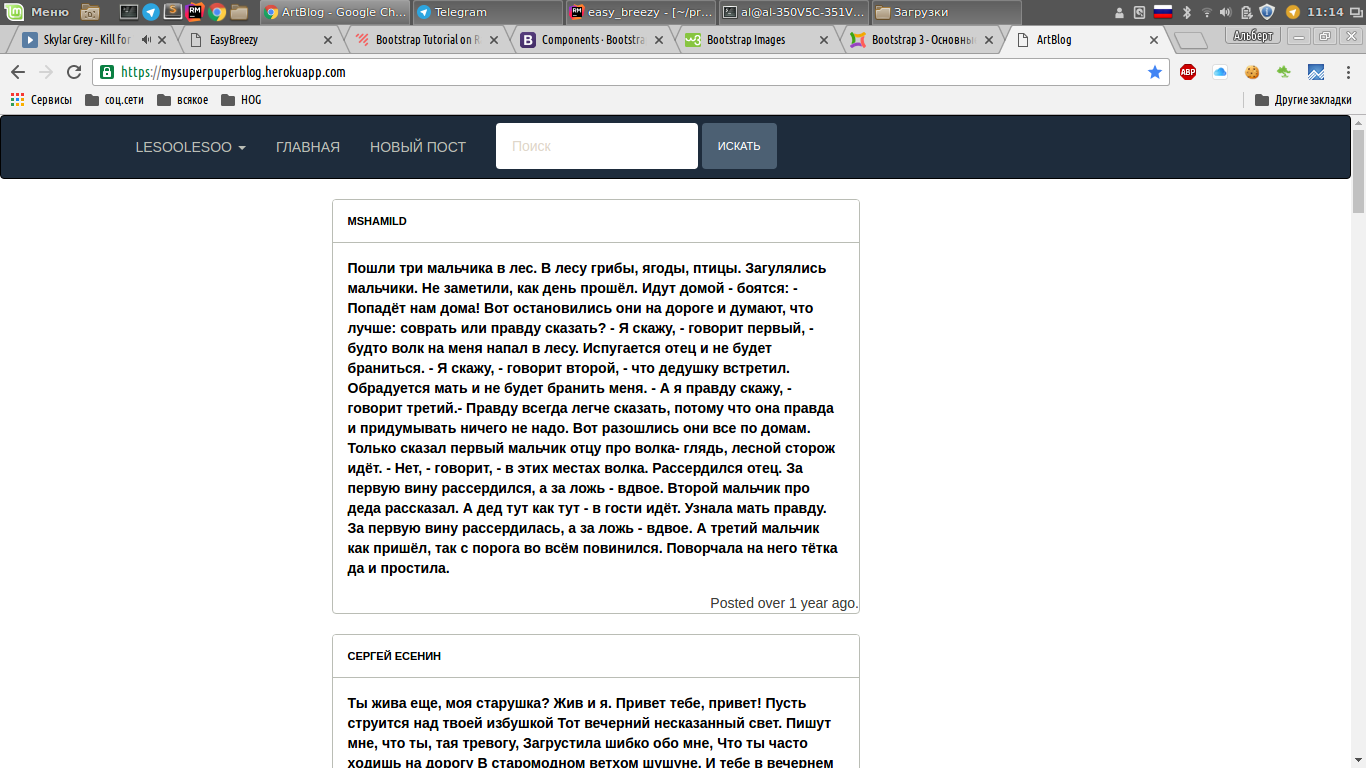 Меню
ArtBlog - Google Ch...
Telegram
easy_breezy - [~/pr...
al@al-350V5C-351V...
Загрузки
11:14
Skylar Grey - Kill for
EasyBreezy
Bootstrap Tutorial on R
Components · Bootstra
Bootstrap Images
Bootstrap 3 - Основны
ArtBlog
Альберт
https://mysuperpuperblog.herokuapp.com
ABP
Сервисы
соц.сети
всякое
HOG
Другие закладки
LESOOLESOO
ГЛАВНАЯ
НОВЫЙ ПОСТ
Поиск
ИСКАТЬ
MSHAMILD
Пошли три мальчика в лес. В лесу грибы, ягоды, птицы. Загулялись
мальчики. Не заметили, как день прошёл. Идут домой - боятся: -
Попадёт нам дома! Вот остановились они на дороге и думают, что
лучше: соврать или правду сказать? - Я скажу, - говорит первый, -
будто волк на меня напал в лесу. Испугается отец и не будет
браниться. - Я скажу, - говорит второй, - что дедушку встретил.
Обрадуется мать и не будет бранить меня. - А я правду скажу, -
говорит третий.- Правду всегда легче сказать, потому что она правда
и придумывать ничего не надо. Вот разошлись они все по домам.
Только сказал первый мальчик отцу про волка- глядь, лесной сторож
идёт. - Нет, - говорит, - в этих местах волка. Рассердился отец. За
первую вину рассердился, а за ложь - вдвое. Второй мальчик про
деда рассказал. А дед тут как тут - в гости идёт. Узнала мать правду.
За первую вину рассердилась, а за ложь - вдвое. А третий мальчик
как пришёл, так с порога во всём повинился. Поворчала на него тётка
да и простила.
Posted over 1 year ago.
СЕРГЕЙ ЕСЕНИН
Ты жива еще, моя старушка? Жив и я. Привет тебе, привет! Пусть
струится над твоей избушкой Тот вечерний несказанный свет. Пишут
мне, что ты, тая тревогу, Загрустила шибко обо мне, Что ты часто
ходишь на дорогу В старомодном ветхом шушуне. И тебе в вечернем